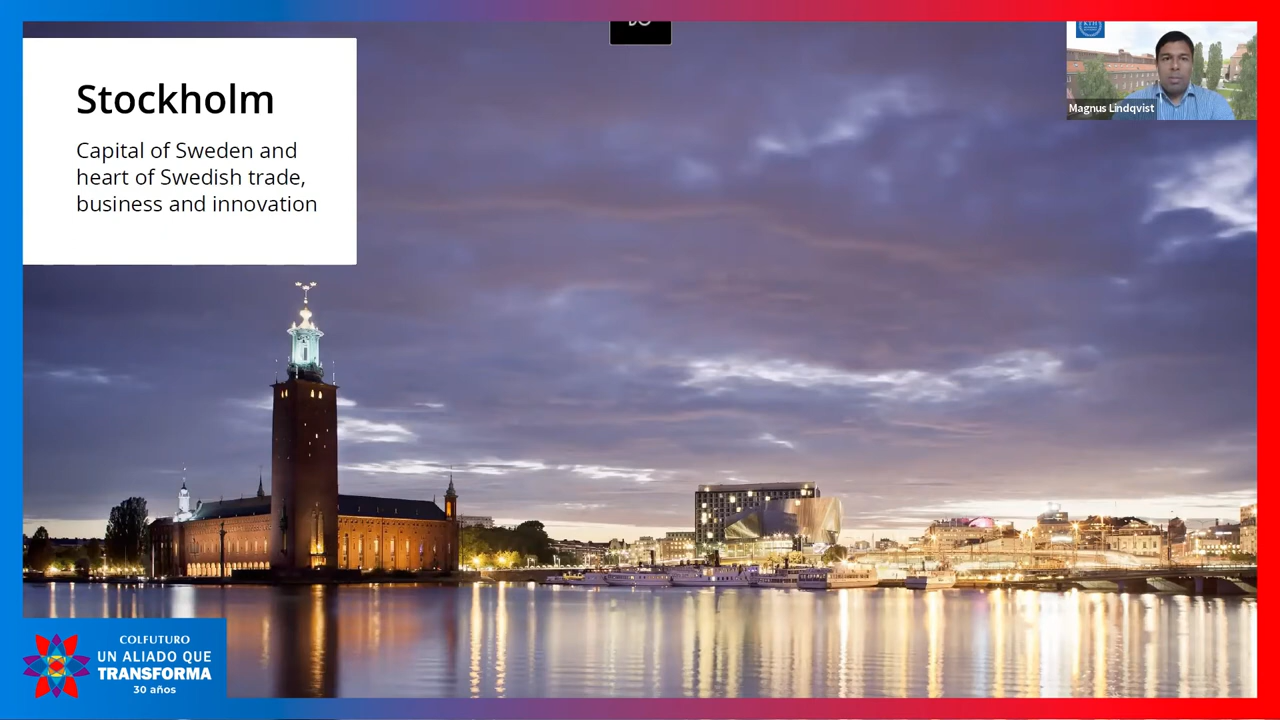 Stockholm
Capital of Sweden and
heart of Swedish trade,
business and innovation
KTH
Magnus Lindqvist
COLFUTURO
UN ALIADO QUE
TRANSFORMA
30 años